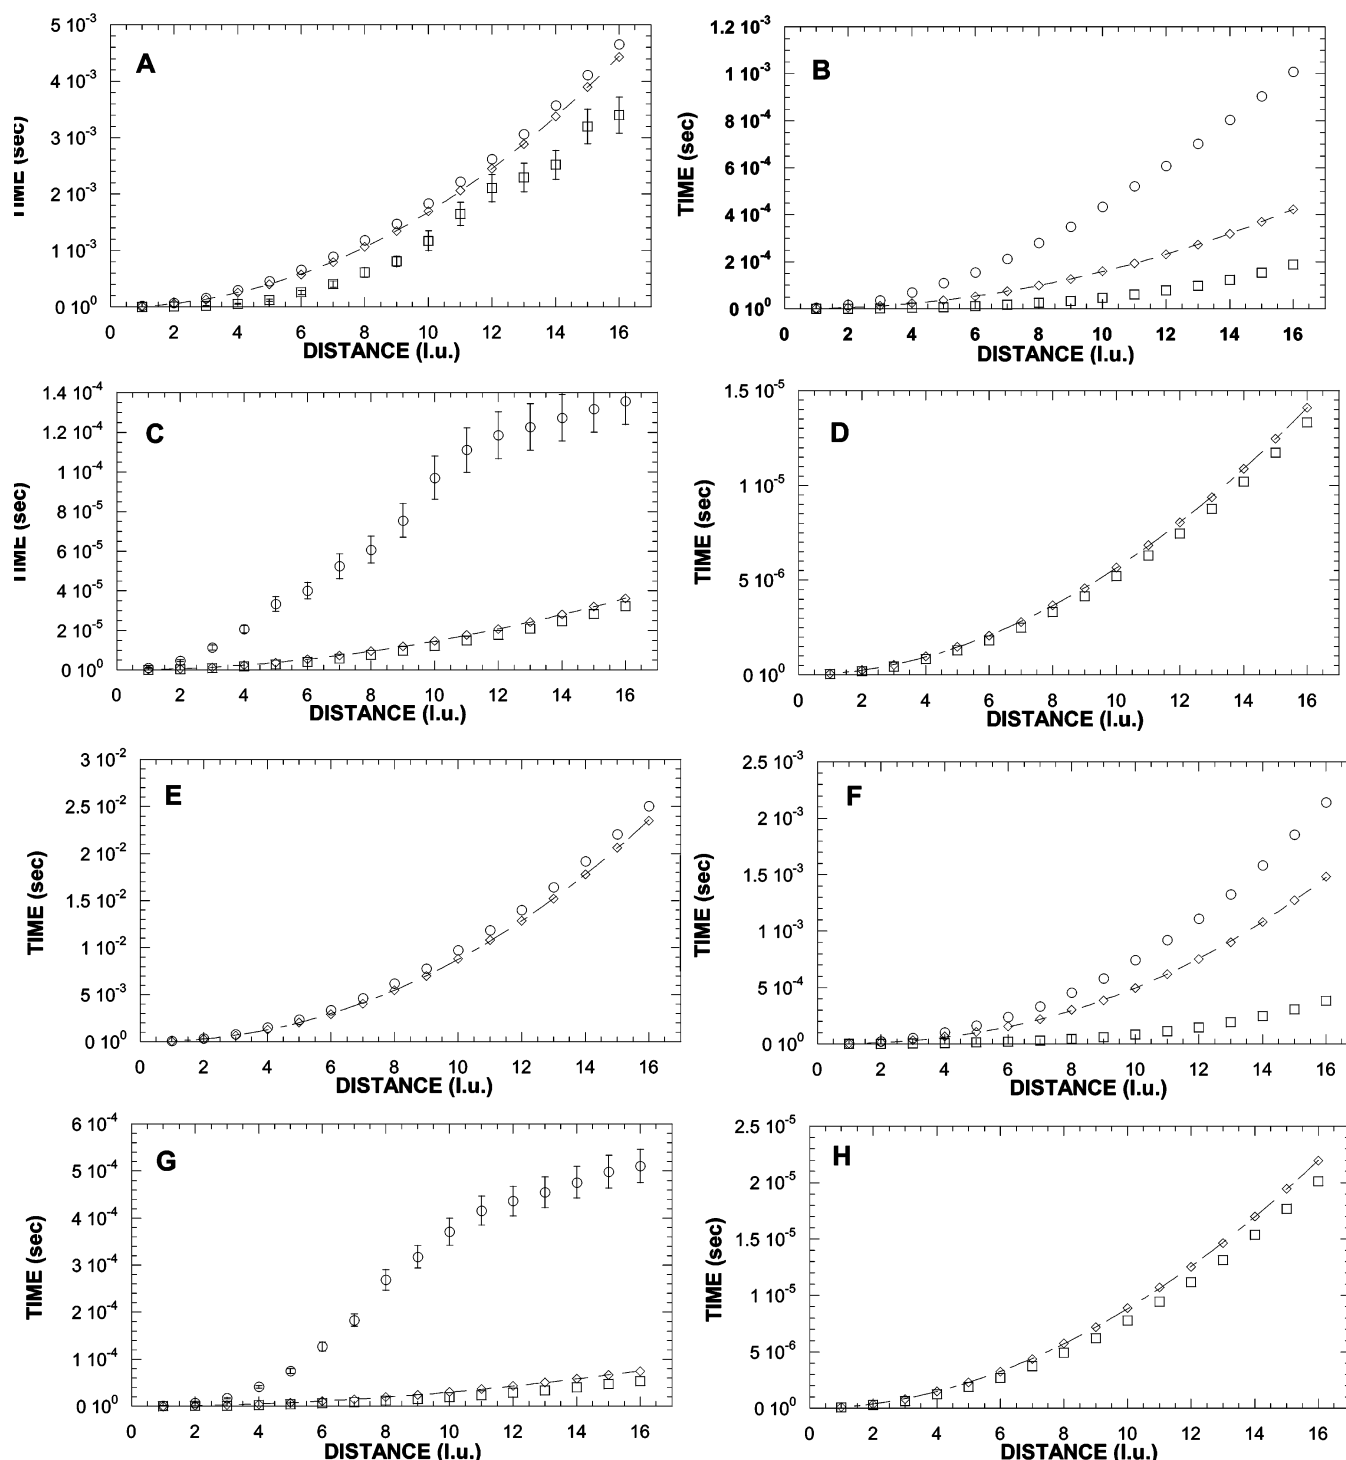 A
5 10⁻³
4 10⁻³
3 10⁻³
2 10⁻³
1 10⁻³
0 10⁰
0 2 4 6 8 10 12 14 16
DISTANCE (l.u.)
TIME (sec)
B
1.2 10⁻³
1 10⁻³
8 10⁻⁴
6 10⁻⁴
4 10⁻⁴
2 10⁻⁴
0 10⁰
0 2 4 6 8 10 12 14 16
DISTANCE (l.u.)
TIME (sec)
C
1.4 10⁻⁴
1.2 10⁻⁴
1 10⁻⁴
8 10⁻⁵
6 10⁻⁵
4 10⁻⁵
2 10⁻⁵
0 10⁰
0 2 4 6 8 10 12 14 16
DISTANCE (l.u.)
TIME (sec)
D
1.5 10⁻⁵
1 10⁻⁵
5 10⁻⁶
0 10⁰
0 2 4 6 8 10 12 14 16
DISTANCE (l.u.)
TIME (sec)
E
3 10⁻²
2.5 10⁻²
2 10⁻²
1.5 10⁻²
1 10⁻²
5 10⁻³
0 10⁰
0 2 4 6 8 10 12 14 16
DISTANCE (l.u.)
TIME (sec)
F
2.5 10⁻³
2 10⁻³
1.5 10⁻³
1 10⁻³
5 10⁻⁴
0 10⁰
0 2 4 6 8 10 12 14 16
DISTANCE (l.u.)
TIME (sec)
G
6 10⁻⁴
5 10⁻⁴
4 10⁻⁴
3 10⁻⁴
2 10⁻⁴
1 10⁻⁴
0 10⁰
0 2 4 6 8 10 12 14 16
DISTANCE (l.u.)
TIME (sec)
H
2.5 10⁻⁵
2 10⁻⁵
1.5 10⁻⁵
1 10⁻⁵
5 10⁻⁶
0 10⁰
0 2 4 6 8 10 12 14 16
DISTANCE (l.u.)
TIME (sec)